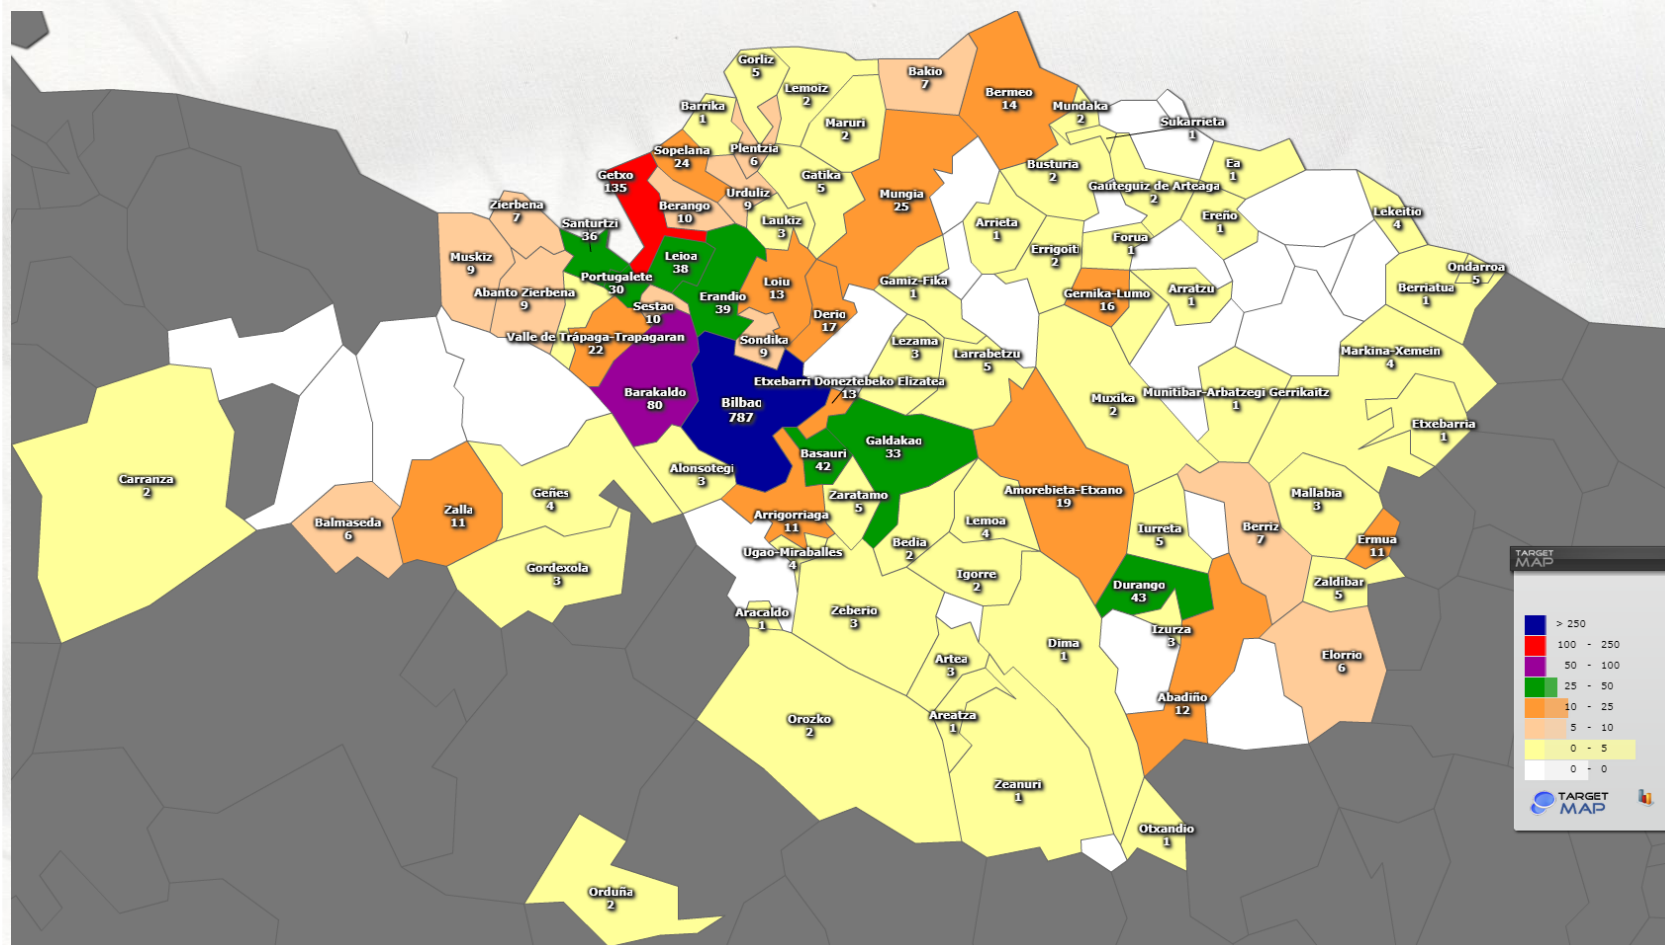 Gorliz
5
Lemoiz
2
Bakio
7
Bermeo
14
Barrika
1
Maruri
2
Mundaka
2
Sukarrieta
1
Sopelana
24
Plentzia
6
Getxo
135
Gatika
5
Busturia
2
Ea
1
Gauteguiz de Arteaga
2
Urduliz
9
Mungia
25
Zierbena
7
Berango
10
Santurtzi
36
Laukiz
3
Arrieta
1
Ereño
1
Lekeitio
4
Forua
1
Errigoiti
2
Muskiz
9
Leioa
38
Ondarroa
5
Portugalete
30
Abanto Zierbena
9
Loiu
13
Gamiz-Fika
1
Gernika-Lumo
16
Arratzu
1
Berriatua
1
Erandio
39
Sestao
10
Derio
17
Valle de Trápaga-Trapagaran
22
Sondika
9
Lezama
3
Larrabetzu
5
Markina-Xemein
4
Etxebarri Doneztebeko Elizatea
13
Barakaldo
80
Bilbao
787
Muxika
2
Munitibar-Arbatzegi Gerrikaitz
1
Etxebarria
1
Galdakao
33
Basauri
42
Alonsotegi
3
Carranza
2
Geñes
4
Zaratamo
5
Amorebieta-Etxano
19
Mallabia
3
Zalla
11
Balmaseda
6
Arrigorriaga
11
Lemoa
4
Iurreta
5
Berriz
7
Ermua
11
Bedia
2
Ugao-Miraballes
4
Gordexola
3
Igorre
2
Durango
43
Zaldibar
5
Aracaldo
1
Zeberio
3
Izurza
3
Dima
1
Artea
3
Elorrio
6
Abadiño
12
Orozko
2
Areatza
1
Zeanuri
1
Otxandio
1
Orduña
2
TARGET
MAP
> 250
100 - 250
50 - 100
25 - 50
10 - 25
5 - 10
0 - 5
0 - 0
TARGET
MAP